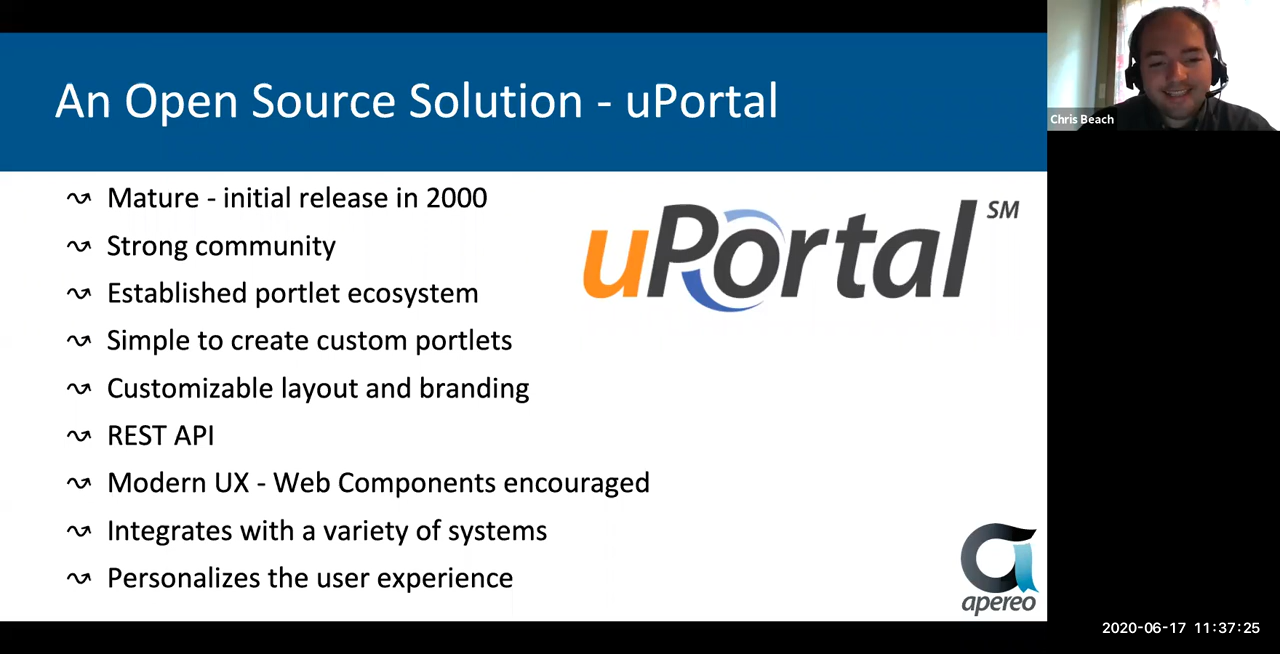 An Open Source Solution - uPortal
Chris Beach
Mature - initial release in 2000
Strong community
Established portlet ecosystem
Simple to create custom portlets
Customizable layout and branding
REST API
Modern UX - Web Components encouraged
Integrates with a variety of systems
Personalizes the user experience
uPortal SM
apereo
2020-06-17 11:37:25